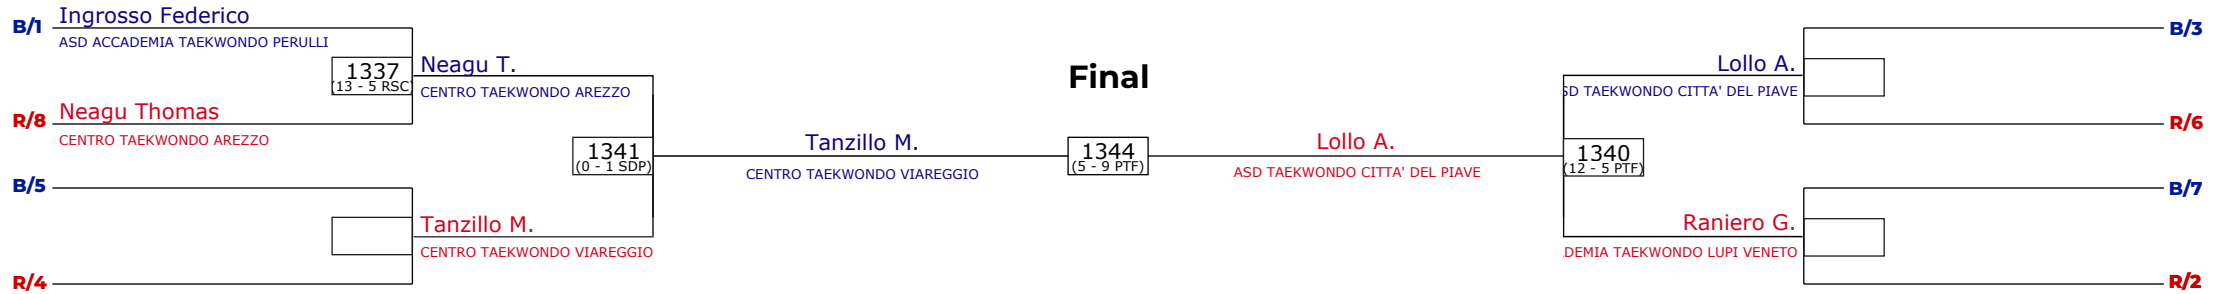 B/1
Ingrosso Federico
ASD ACCADEMIA TAEKWONDO PERULLI
1337
(13 - 5 RSC)
R/8
Neagu Thomas
CENTRO TAEKWONDO AREZZO
Neagu T.
CENTRO TAEKWONDO AREZZO
1341
(0 - 1 SDP)
B/5
R/4
Tanzillo M.
CENTRO TAEKWONDO VIAREGGIO
Tanzillo M.
CENTRO TAEKWONDO VIAREGGIO
Final
1344
(5 - 9 PTF)
Lollo A.
ASD TAEKWONDO CITTA' DEL PIAVE
Lollo A.
SD TAEKWONDO CITTA' DEL PIAVE
1340
(12 - 5 PTF)
Raniero G.
DEMIA TAEKWONDO LUPI VENETO
B/3
R/6
B/7
R/2